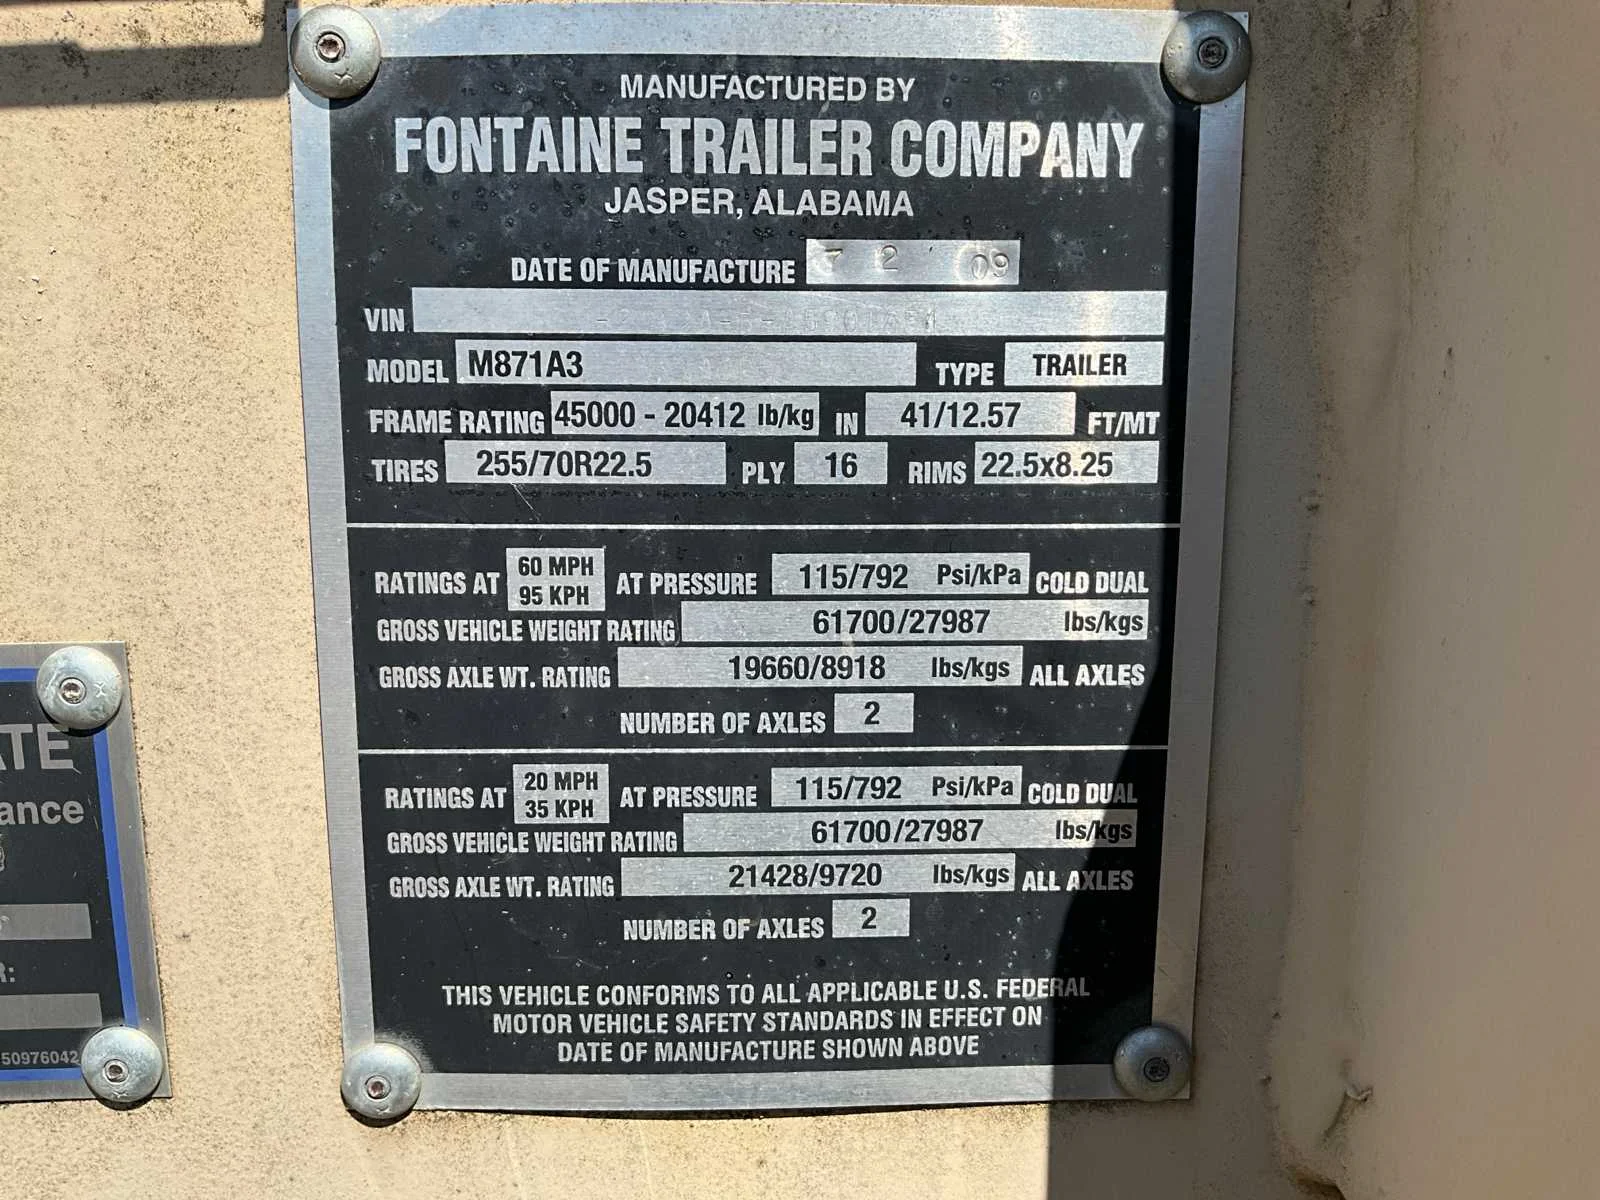 MANUFACTURED BY
FONTAINE TRAILER COMPANY
JASPER, ALABAMA
DATE OF MANUFACTURE 7 2 09
VIN
MODEL M871A3 TYPE TRAILER
FRAME RATING 45000 - 20412 lb/kg IN 41/12.57 FT/MT
TIRES 255/70R22.5 PLY 16 RIMS 22.5x8.25
RATINGS AT 60 MPH 95 KPH AT PRESSURE 115/792 Psi/kPa COLD DUAL
GROSS VEHICLE WEIGHT RATING 61700/27987 lbs/kgs
GROSS AXLE WT. RATING 19660/8918 lbs/kgs ALL AXLES
NUMBER OF AXLES 2
RATINGS AT 20 MPH 35 KPH AT PRESSURE 115/792 Psi/kPa COLD DUAL
GROSS VEHICLE WEIGHT RATING 61700/27987 lbs/kgs
GROSS AXLE WT. RATING 21428/9720 lbs/kgs ALL AXLES
NUMBER OF AXLES 2
THIS VEHICLE CONFORMS TO ALL APPLICABLE U.S. FEDERAL
MOTOR VEHICLE SAFETY STANDARDS IN EFFECT ON
DATE OF MANUFACTURE SHOWN ABOVE
ATE
ance
R:
50976042